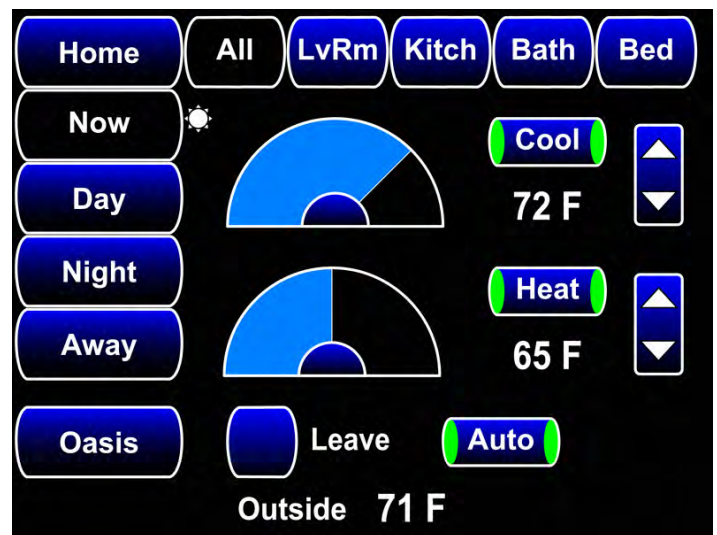 Home All LvRm Kitch Bath Bed
Now
Cool
Day
72 F
Night
Heat
Away
65 F
Oasis
Leave
Auto
Outside 71 F